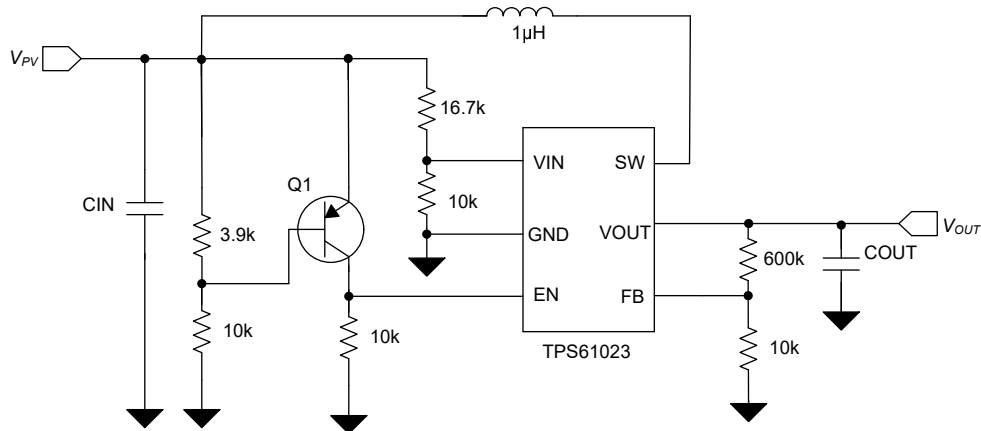 1µH
V_PV
16.7k
VIN
SW
Q1
CIN
10k
3.9k
GND
VOUT
V_OUT
600k
COUT
EN
FB
10k
10k
10k
TPS61023